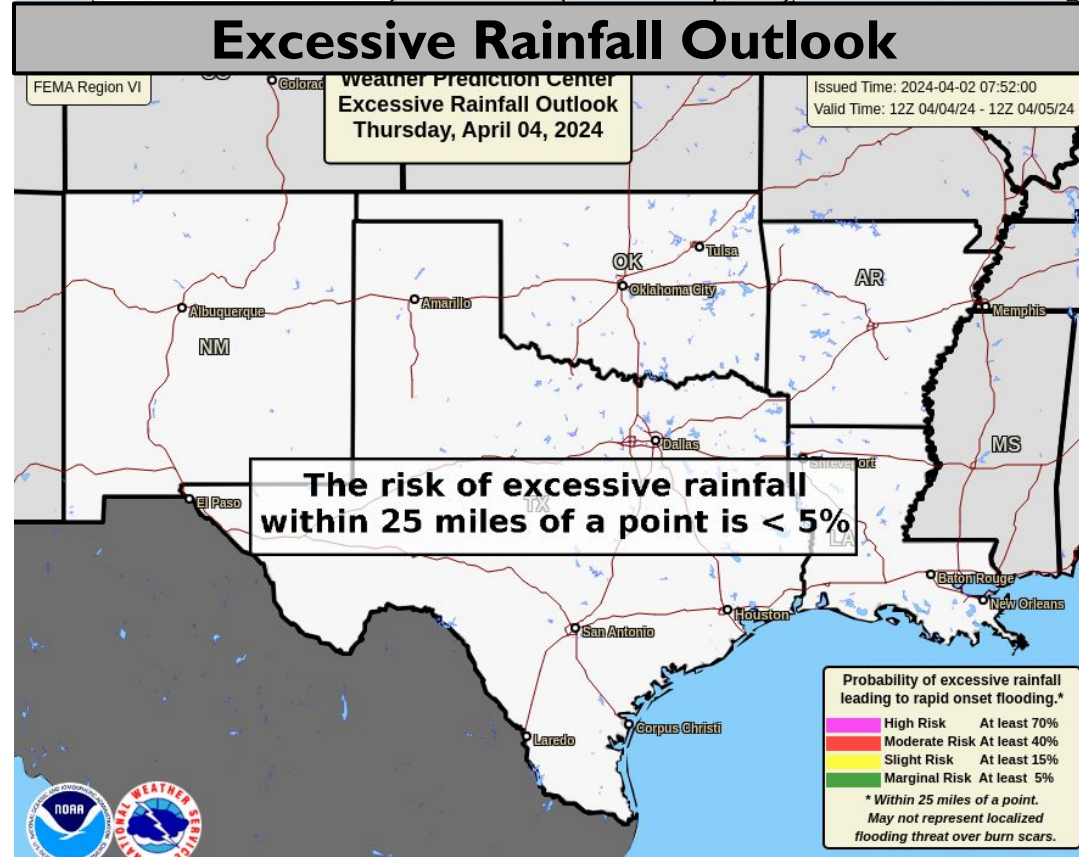 Excessive Rainfall Outlook
FEMA Region VI
Weather Prediction Center
Excessive Rainfall Outlook
Thursday, April 04, 2024
Issued Time: 2024-04-02 07:52:00
Valid Time: 12Z 04/04/24 - 12Z 04/05/24
Tulsa
OK
Oklahoma City
AR
Amarillo
Albuquerque
Memphis
NM
Dallas
MS
Shreveport
The risk of excessive rainfall
within 25 miles of a point is < 5%
El Paso
TX
LA
Baton Rouge
New Orleans
Houston
San Antonio
Corpus Christi
Laredo
Probability of excessive rainfall
leading to rapid onset flooding.*
High Risk At least 70%
Moderate Risk At least 40%
Slight Risk At least 15%
Marginal Risk At least 5%
* Within 25 miles of a point.
May not represent localized
flooding threat over burn scars.
NOAA
NATIONAL WEATHER SERVICE